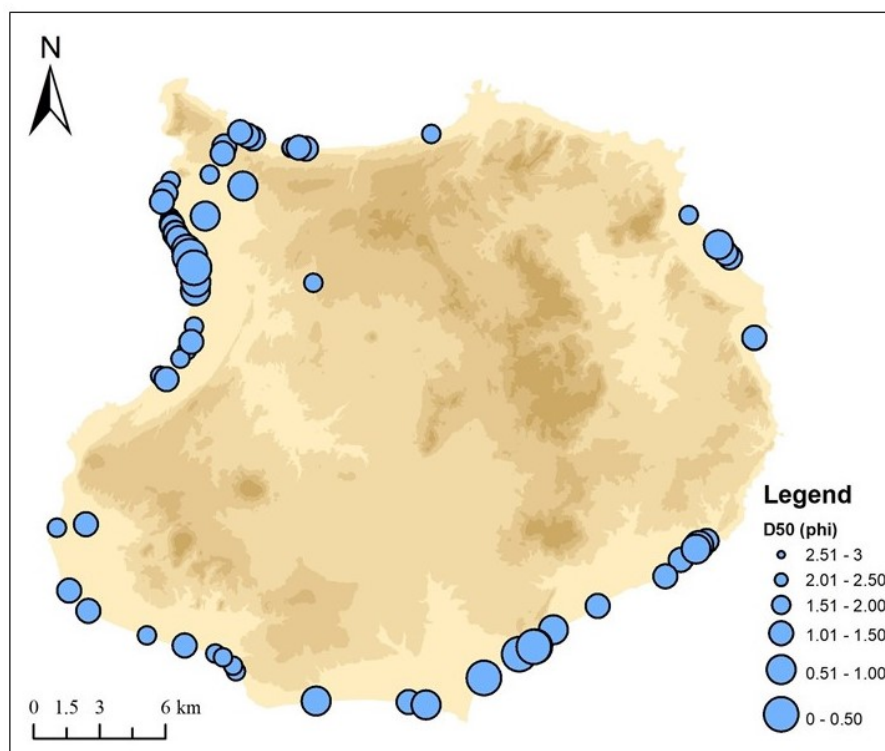 N
Legend
D50 (phi)
2.51 - 3
2.01 - 2.50
1.51 - 2.00
1.01 - 1.50
0.51 - 1.00
0 - 0.50
0 1.5 3 6 km